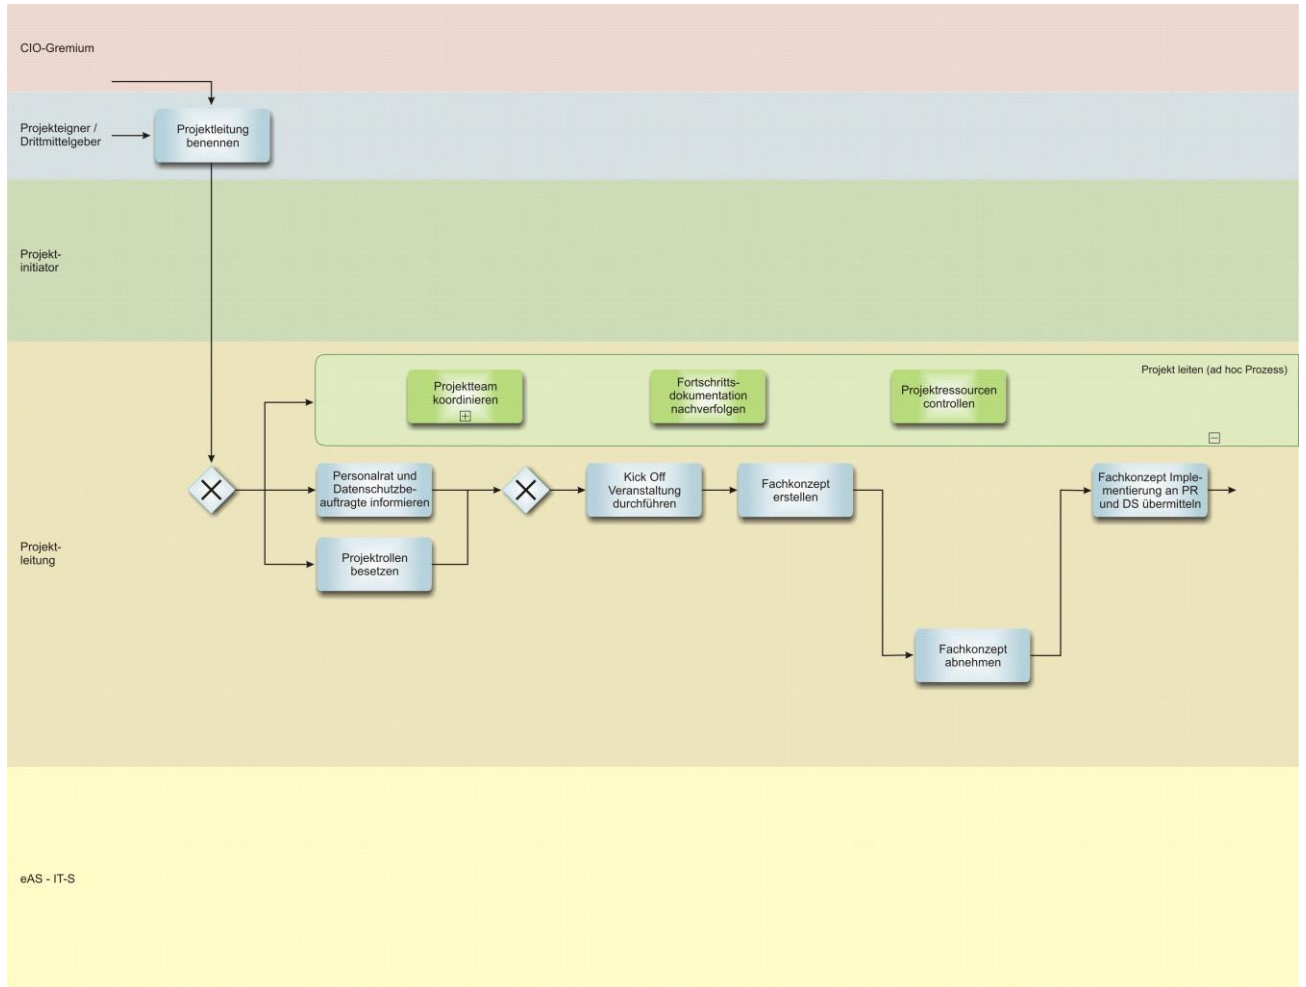 CIO-Gremium
Projekteigner /
Drittmittelgeber
Projektleitung
benennen
Projekt-
initiator
Projekt leiten (ad hoc Prozess)
Projektteam
koordinieren
Fortschritts-
dokumentation
nachverfolgen
Projektressourcen
controllen
Projekt-
leitung
Personalrat und
Datenschutzbe-
auftragte informieren
Projektrollen
besetzen
Kick Off
Veranstaltung
durchführen
Fachkonzept
erstellen
Fachkonzept
abnehmen
Fachkonzept Imple-
mentierung an PR
und DS übermitteln
eAS - IT-S